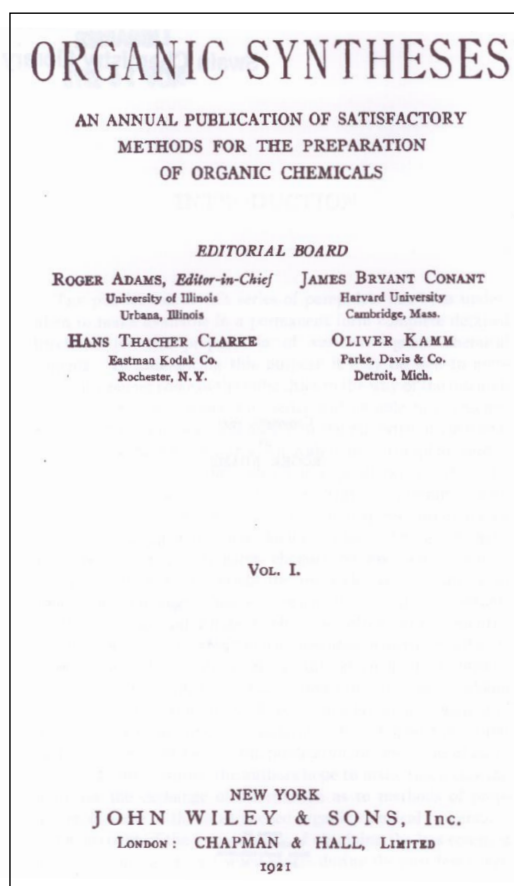 ORGANIC SYNTHESES
AN ANNUAL PUBLICATION OF SATISFACTORY
METHODS FOR THE PREPARATION
OF ORGANIC CHEMICALS
EDITORIAL BOARD
ROGER ADAMS, Editor-in-Chief
University of Illinois
Urbana, Illinois
JAMES BRYANT CONANT
Harvard University
Cambridge, Mass.
HANS THACHER CLARKE
Eastman Kodak Co.
Rochester, N. Y.
OLIVER KAMM
Parke, Davis & Co.
Detroit, Mich.
VOL. I.
NEW YORK
JOHN WILEY & SONS, Inc.
LONDON: CHAPMAN & HALL, LIMITED
1921